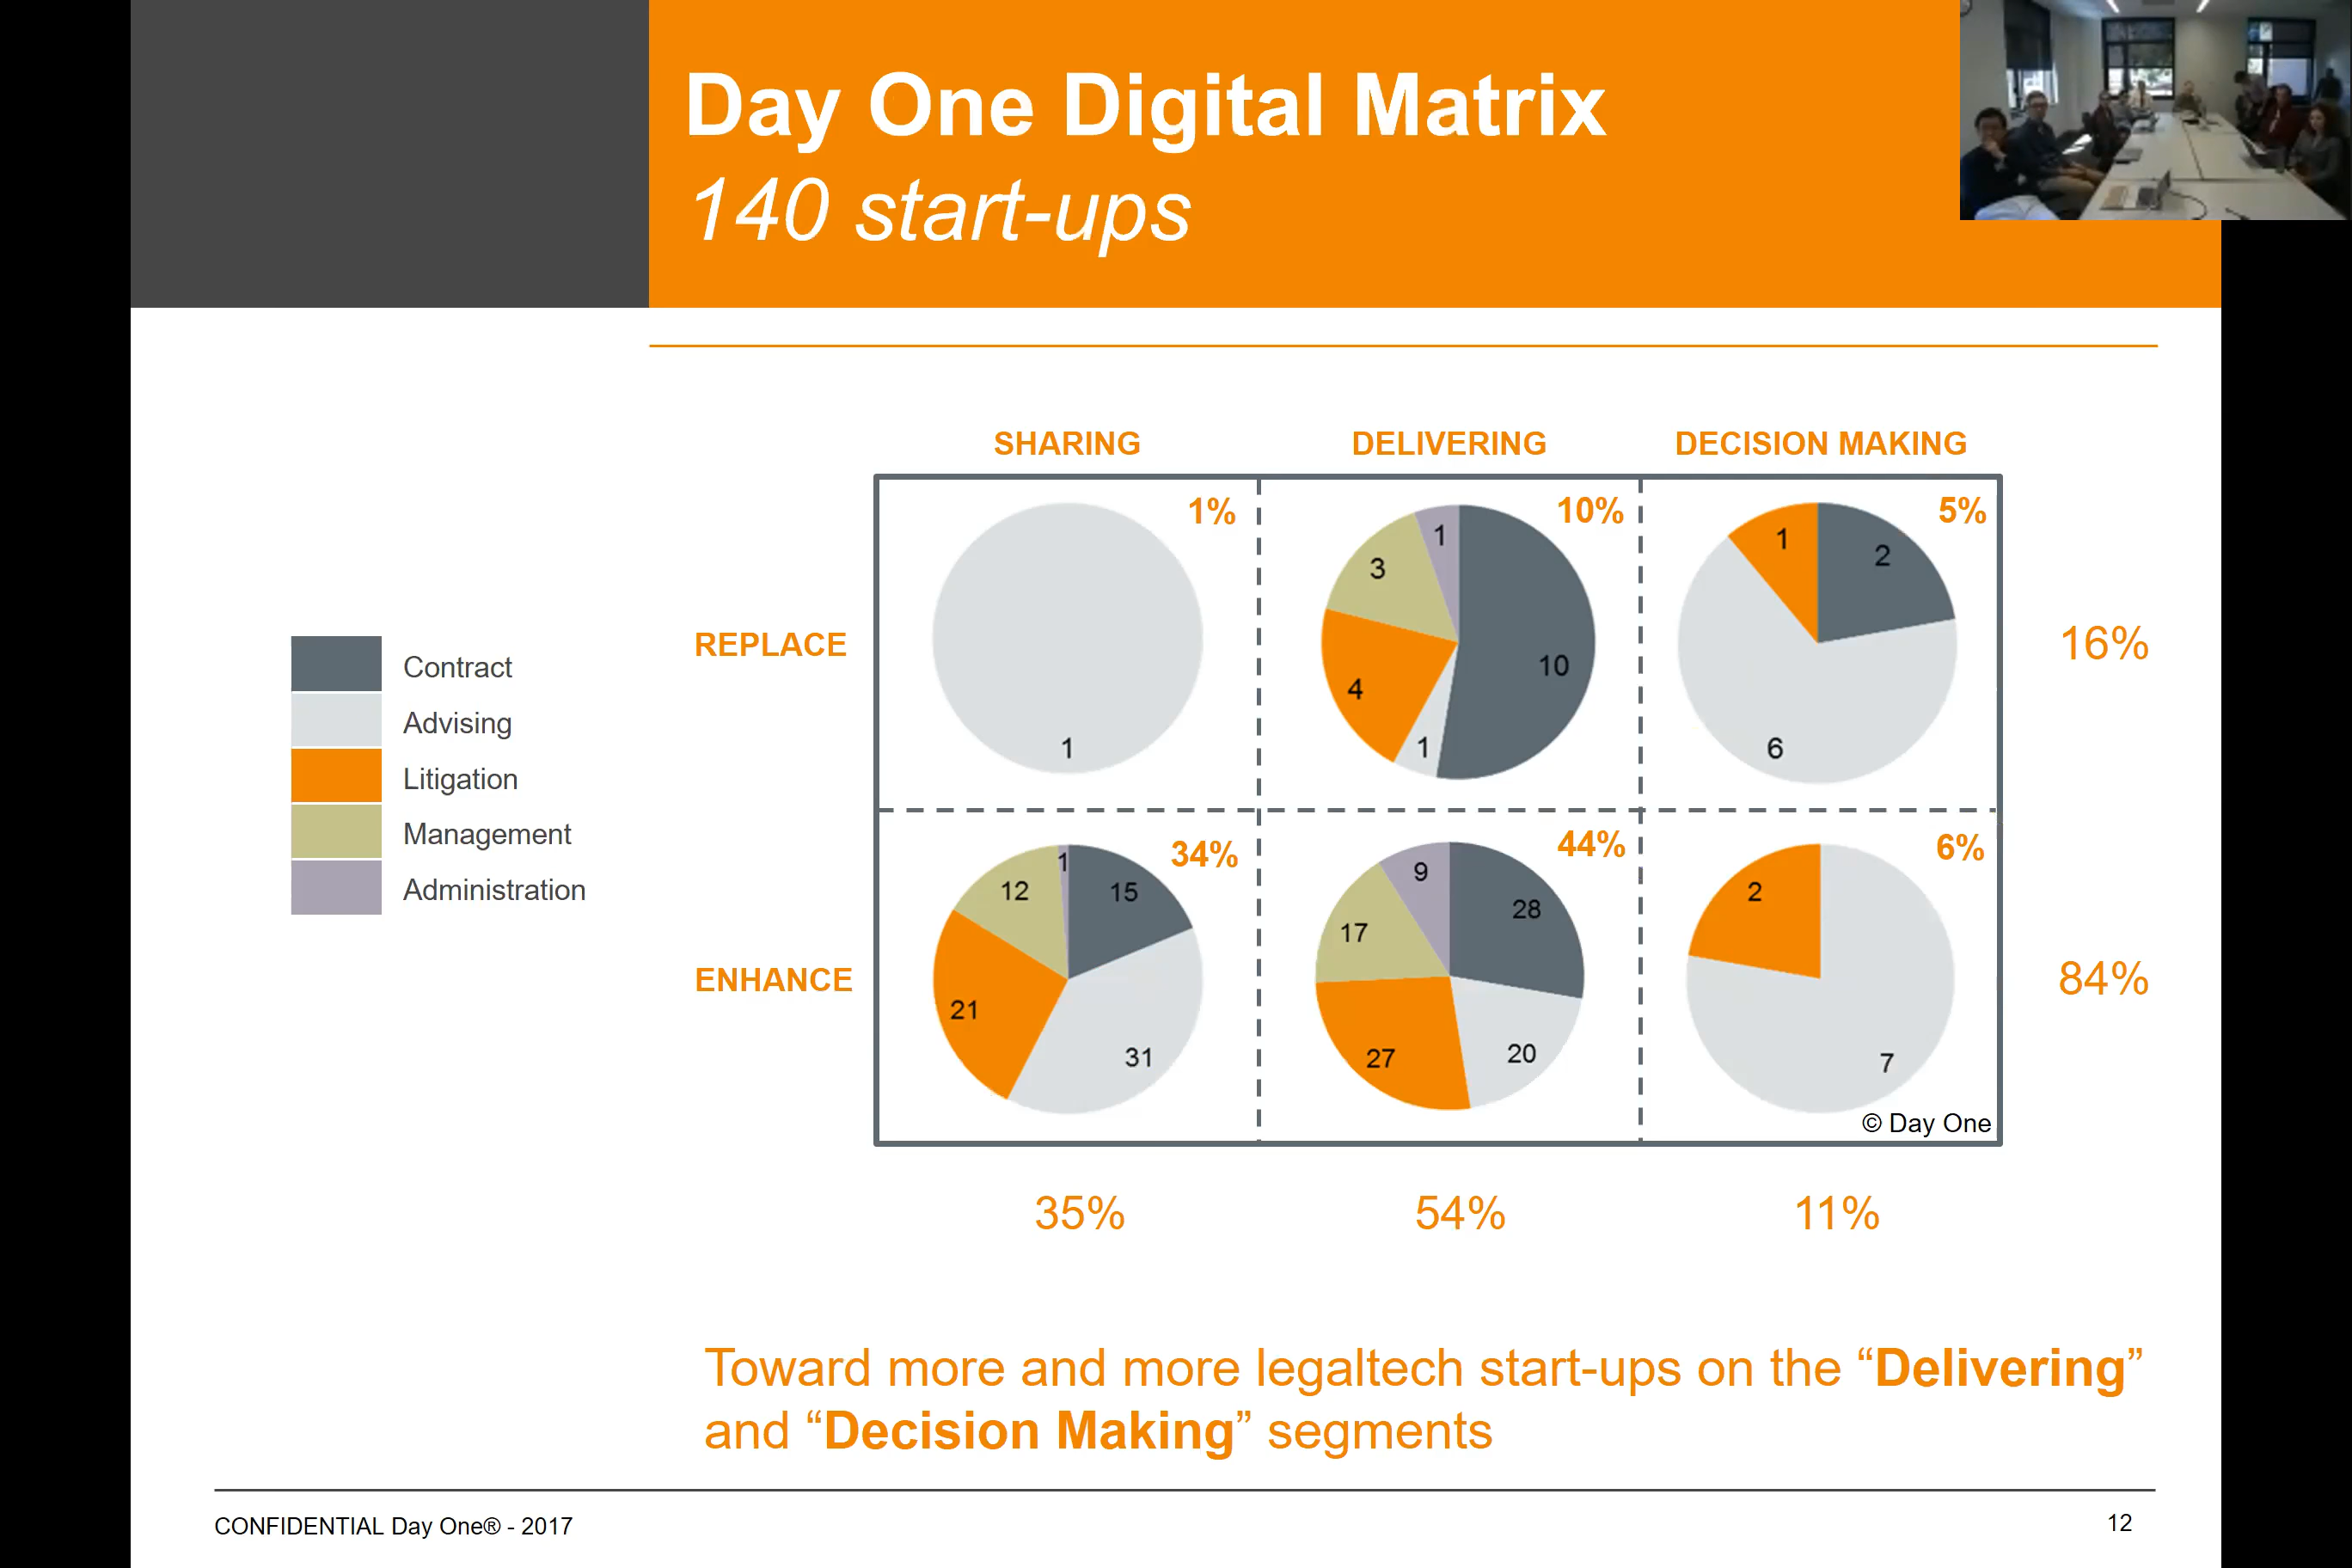 Day One Digital Matrix
140 start-ups
SHARING
DELIVERING
DECISION MAKING
REPLACE
1%
1
10%
10
1
4
3
1
5%
2
6
1
16%
Contract
Advising
Litigation
Management
Administration
ENHANCE
34%
15
31
21
12
1
44%
28
20
27
17
9
6%
7
2
84%
© Day One
35%
54%
11%
Toward more and more legaltech start-ups on the “Delivering”
and “Decision Making” segments
CONFIDENTIAL Day One® - 2017
12